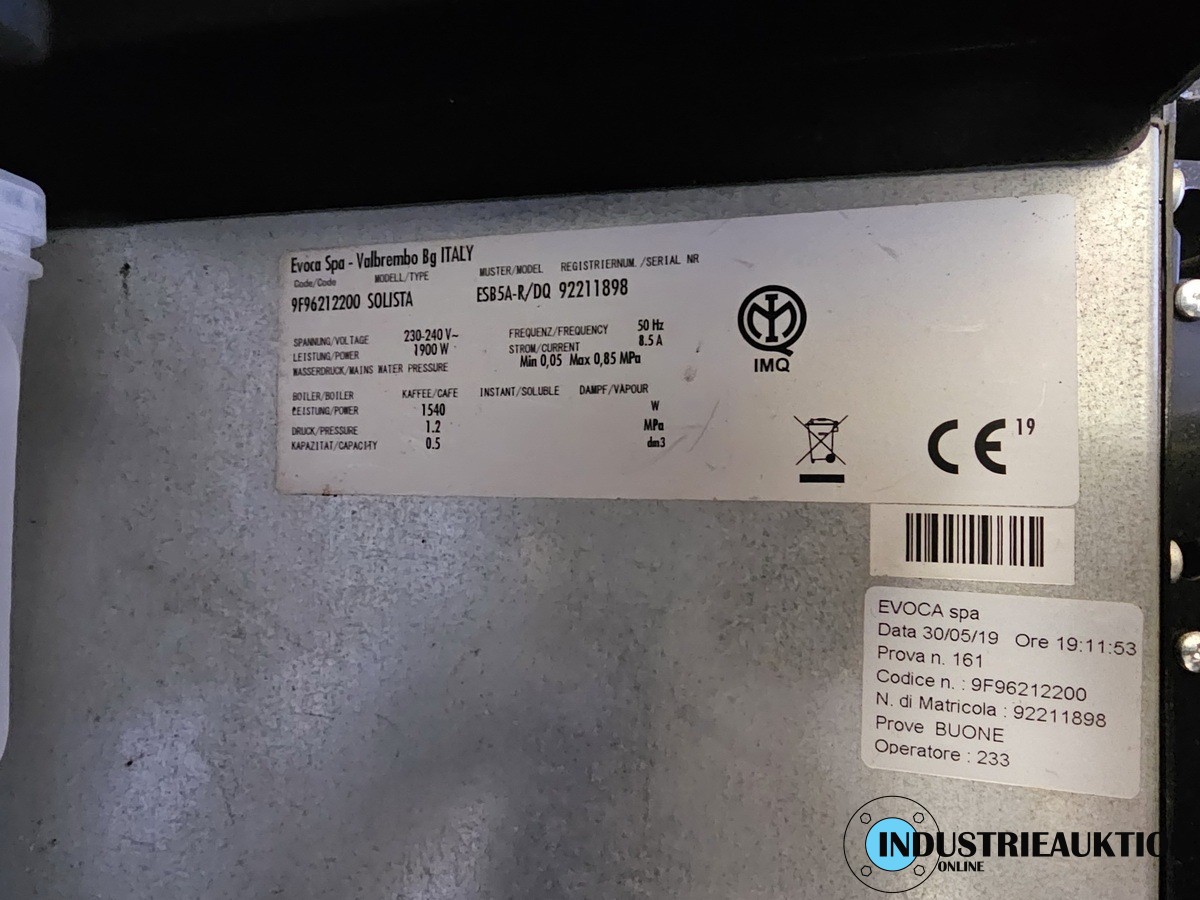 Evoca Spa - Valbrembo Bg ITALY
Code/Code MODELL/TYPE MUSTER/MODEL REGISTRIERNUM. /SERIAL NR
9F96212200 SOLISTA ESB5A-R/DQ 92211898
SPANNUNG/VOLTAGE 230-240 V~ FREQUENZ/FREQUENCY 50 Hz
LEISTUNG/POWER 1900 W STROM/CURRENT 8.5 A
WASSERDRUCK/MAINS WATER PRESSURE Min 0,05 Max 0,85 MPa
BOILER/BOILER KAFFEE/CAFE INSTANT/SOLUBLE DAMPF/VAPOUR
LEISTUNG/POWER 1540 W
DRUCK/PRESSURE 1.2 MPa
KAPAZITAT/CAPACITY 0.5 dm3
IMQ
CE 19
EVOCA spa
Data 30/05/19 Ore 19:11:53
Prova n. 161
Codice n. : 9F96212200
N. di Matricola : 92211898
Prove BUONE
Operatore : 233
INDUSTRIEAUKTIO
ONLINE